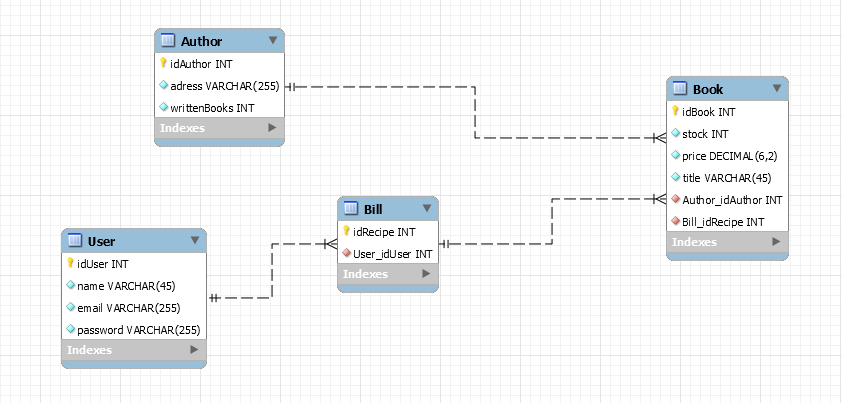 Author
idAuthor INT
adress VARCHAR(255)
writtenBooks INT
Indexes
Book
idBook INT
stock INT
price DECIMAL(6,2)
title VARCHAR(45)
Author_idAuthor INT
Bill_idRecipe INT
Indexes
Bill
idRecipe INT
User_idUser INT
Indexes
User
idUser INT
name VARCHAR(45)
email VARCHAR(255)
password VARCHAR(255)
Indexes